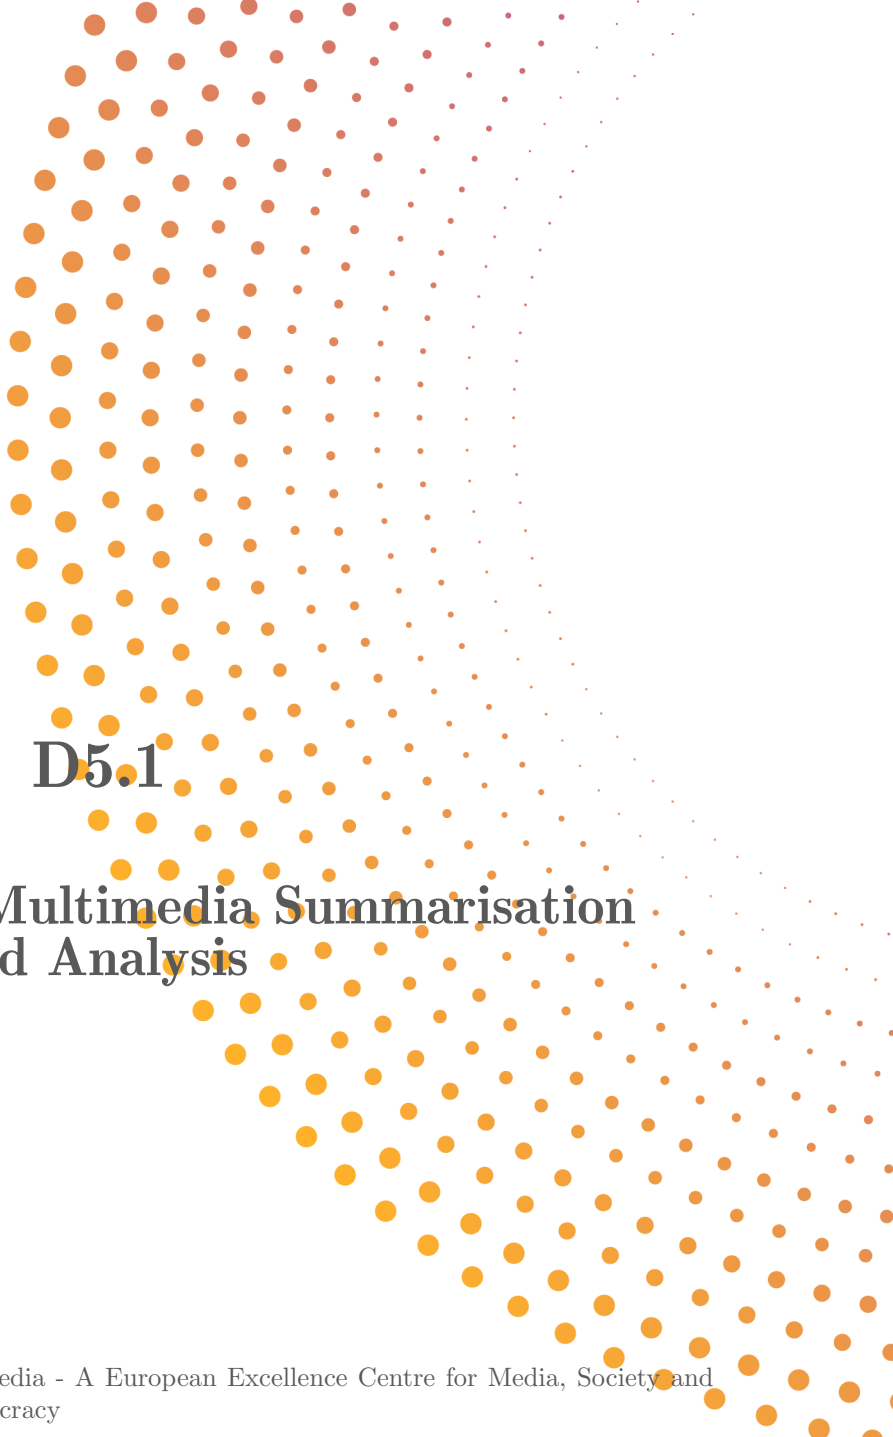 D5.1
Multimedia Summarisation
d Analysis
edia - A European Excellence Centre for Media, Society and
cracy